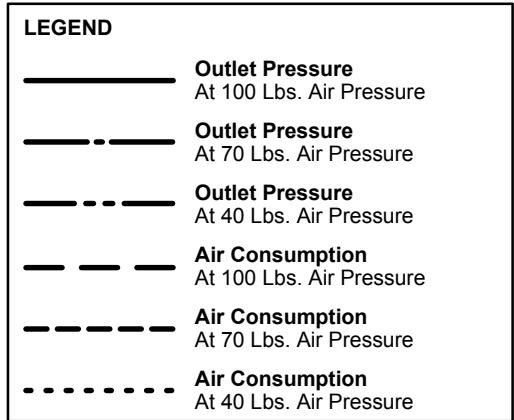 LEGEND
Outlet Pressure
At 100 Lbs. Air Pressure
Outlet Pressure
At 70 Lbs. Air Pressure
Outlet Pressure
At 40 Lbs. Air Pressure
Air Consumption
At 100 Lbs. Air Pressure
Air Consumption
At 70 Lbs. Air Pressure
Air Consumption
At 40 Lbs. Air Pressure